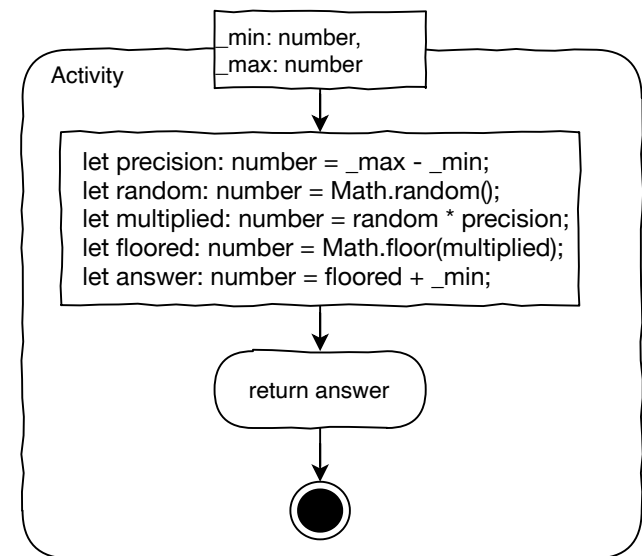 _min: number,
_max: number
Activity
let precision: number = _max - _min;
let random: number = Math.random();
let multiplied: number = random * precision;
let floored: number = Math.floor(multiplied);
let answer: number = floored + _min;
return answer